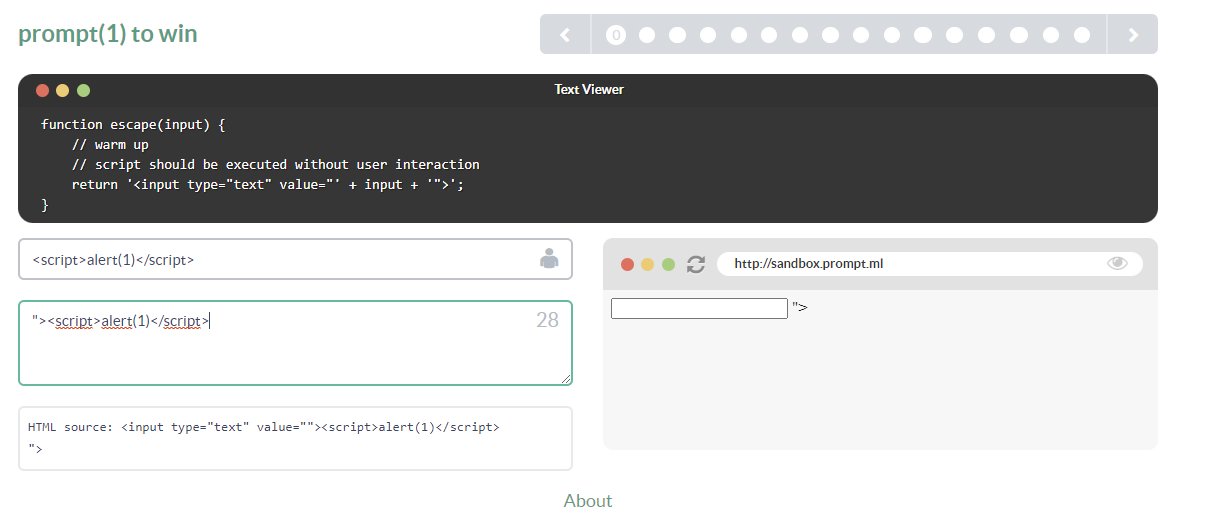 prompt(1) to win
0
Text Viewer
function escape(input) {
// warm up
// script should be executed without user interaction
return '<input type="text" value="' + input + '">';
}
<script>alert(1)</script>
"><script>alert(1)</script>
28
HTML source: <input type="text" value=""><script>alert(1)</script>
">
http://sandbox.prompt.ml
">
About